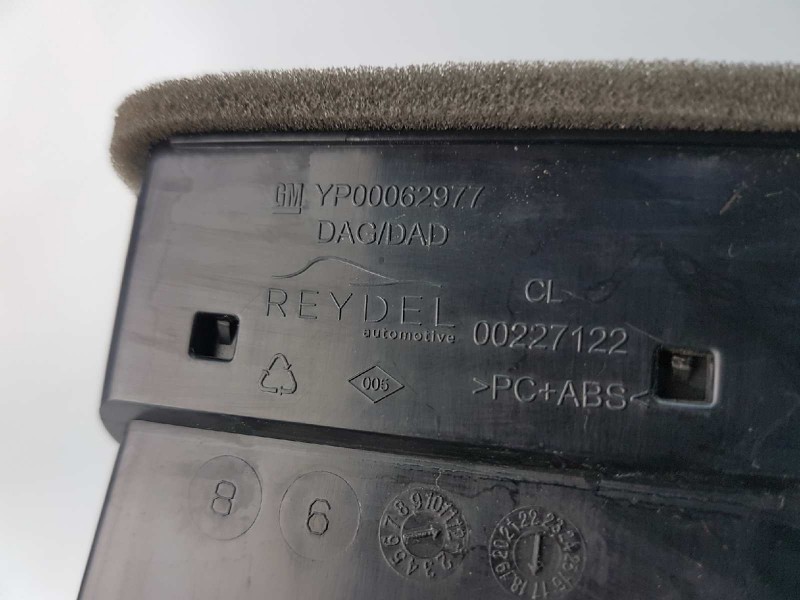 GM YP00062977
DAG/DAD
REYDEL
automotive
CL
00227122
005
>PC+ABS<
8
6